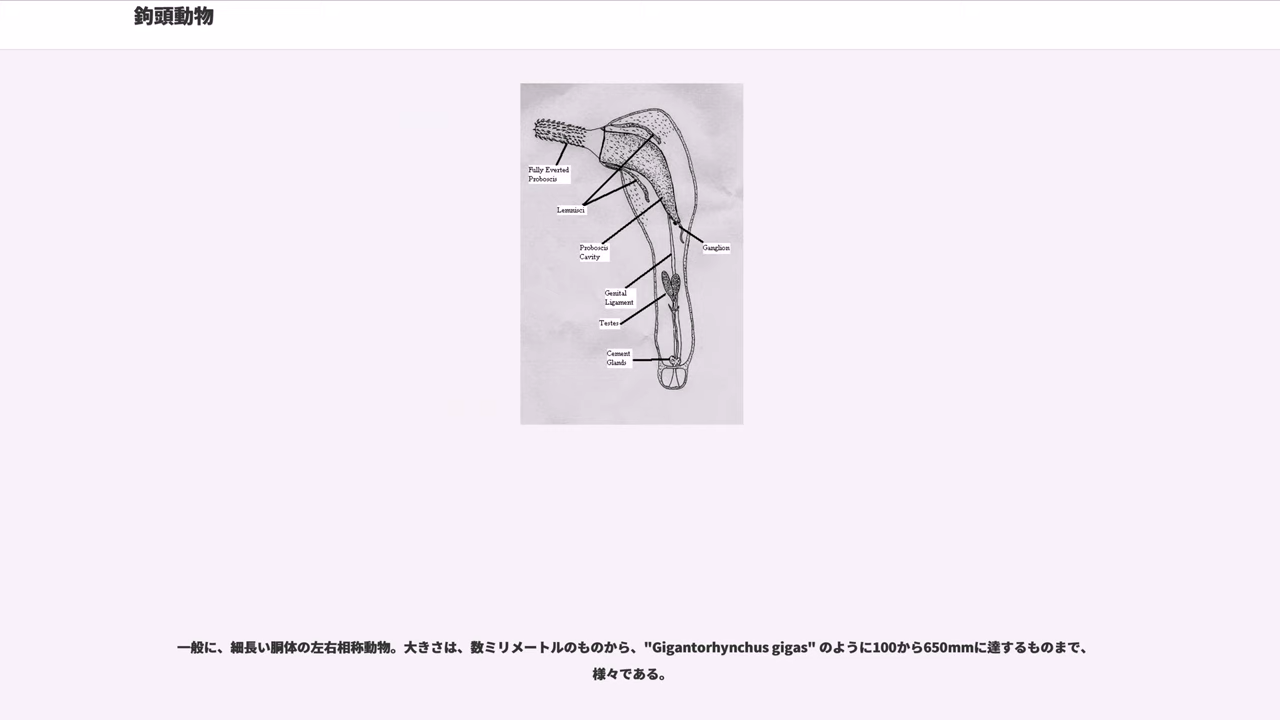 鉤頭動物
Fully Everted
Proboscis
Lemnisci
Proboscis
Cavity
Ganglion
Genital
Ligament
Testes
Cement
Glands
一般に、細長い胴体の左右相称動物。大きさは、数ミリメートルのものから、"Gigantorhynchus gigas" のように100から650mmに達するものまで、
様々である。